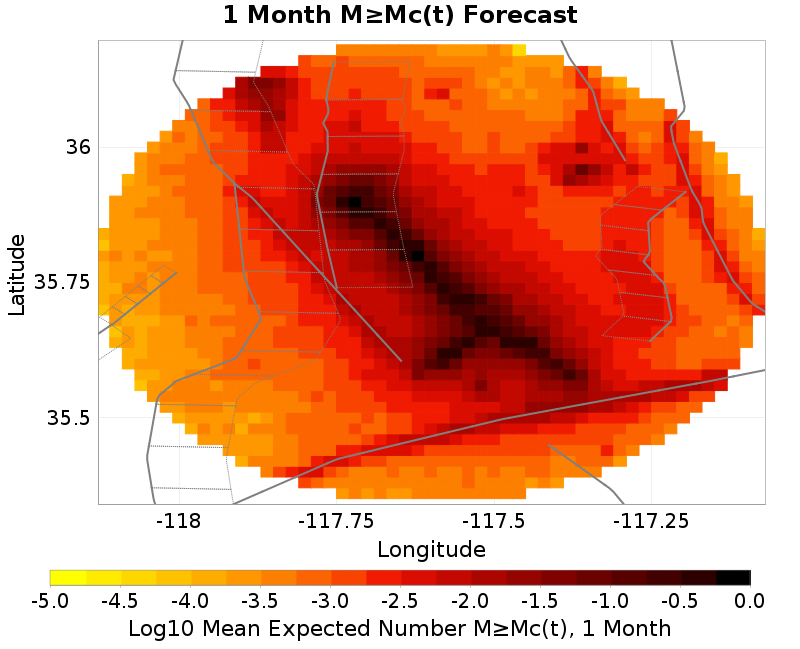 1 Month M≥Mc(t) Forecast
36
35.75
35.5
Latitude
-118 -117.75 -117.5 -117.25
Longitude
-5.0 -4.5 -4.0 -3.5 -3.0 -2.5 -2.0 -1.5 -1.0 -0.5 0.0
Log10 Mean Expected Number M≥Mc(t), 1 Month